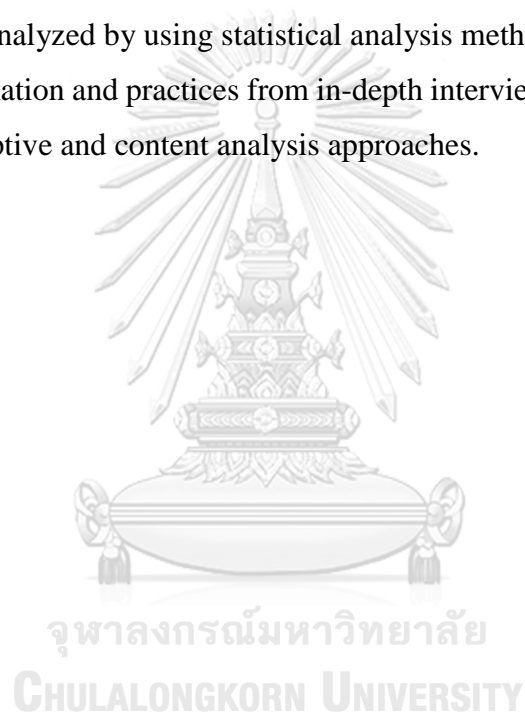 nalyzed by using statistical analysis meth
ation and practices from in-depth intervie
ptive and content analysis approaches.
จุฬาลงกรณ์มหาวิทยาลัย
CHULALONGKORN UNIVERSITY